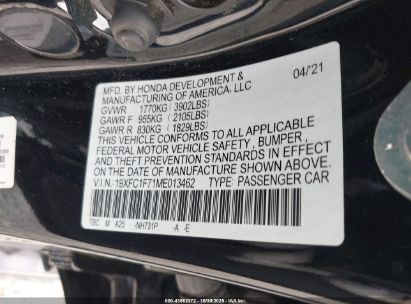 MFD. BY HONDA DEVELOPMENT & 04/21
MANUFACTURING OF AMERICA, LLC
GVWR 1770KG (3902LBS)
GAWR F 955KG (2105LBS)
GAWR R 830KG (1829LBS)
THIS VEHICLE CONFORMS TO ALL APPLICABLE
FEDERAL MOTOR VEHICLE SAFETY, BUMPER,
AND THEFT PREVENTION STANDARDS IN EFFECT ON
THE DATE OF MANUFACTURE SHOWN ABOVE.
V.I.N.: 19XFC1F71ME013462 TYPE: PASSENGER CAR
TBC M A25 -NH731P -A -E